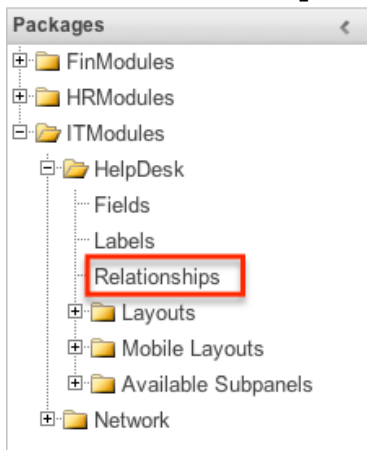 Packages
FinModules
HRModules
ITModules
HelpDesk
Fields
Labels
Relationships
Layouts
Mobile Layouts
Available Subpanels
Network